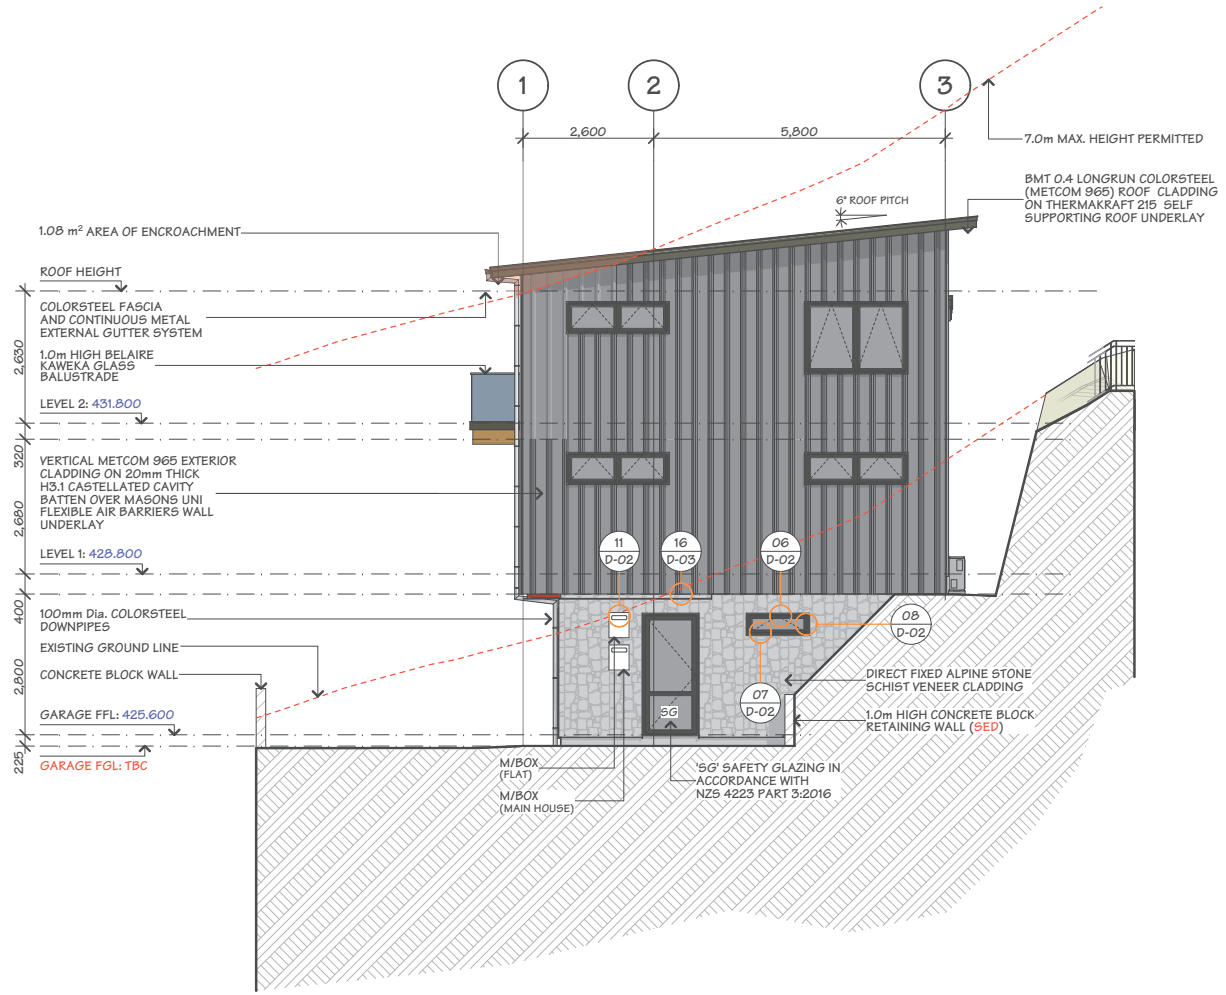 1
2
3
2,600
5,800
7.0m MAX. HEIGHT PERMITTED
BMT 0.4 LONGRUN COLORSTEEL
(METCOM 965) ROOF CLADDING
ON THERMAKRAFT 215 SELF
SUPPORTING ROOF UNDERLAY
6° ROOF PITCH
1.08 m² AREA OF ENCROACHMENT
ROOF HEIGHT
COLORSTEEL FASCIA
AND CONTINUOUS METAL
EXTERNAL GUTTER SYSTEM
1.0m HIGH BELAIRE
KAWEKA GLASS
BALUSTRADE
LEVEL 2: 431.800
VERTICAL METCOM 965 EXTERIOR
CLADDING ON 20mm THICK
H3.1 CASTELLATED CAVITY
BATTEN OVER MASONS UNI
FLEXIBLE AIR BARRIERS WALL
UNDERLAY
LEVEL 1: 428.800
100mm Dia. COLORSTEEL
DOWNPIPES
EXISTING GROUND LINE
CONCRETE BLOCK WALL
GARAGE FFL: 425.600
GARAGE FGL: TBC
2,630
320
2,680
400
2,800
225
11
D-02
16
D-03
06
D-02
08
D-02
07
D-02
SG
DIRECT FIXED ALPINE STONE
SCHIST VENEER CLADDING
1.0m HIGH CONCRETE BLOCK
RETAINING WALL (SED)
M/BOX
(FLAT)
M/BOX
(MAIN HOUSE)
'SG' SAFETY GLAZING IN
ACCORDANCE WITH
NZS 4223 PART 3:2016